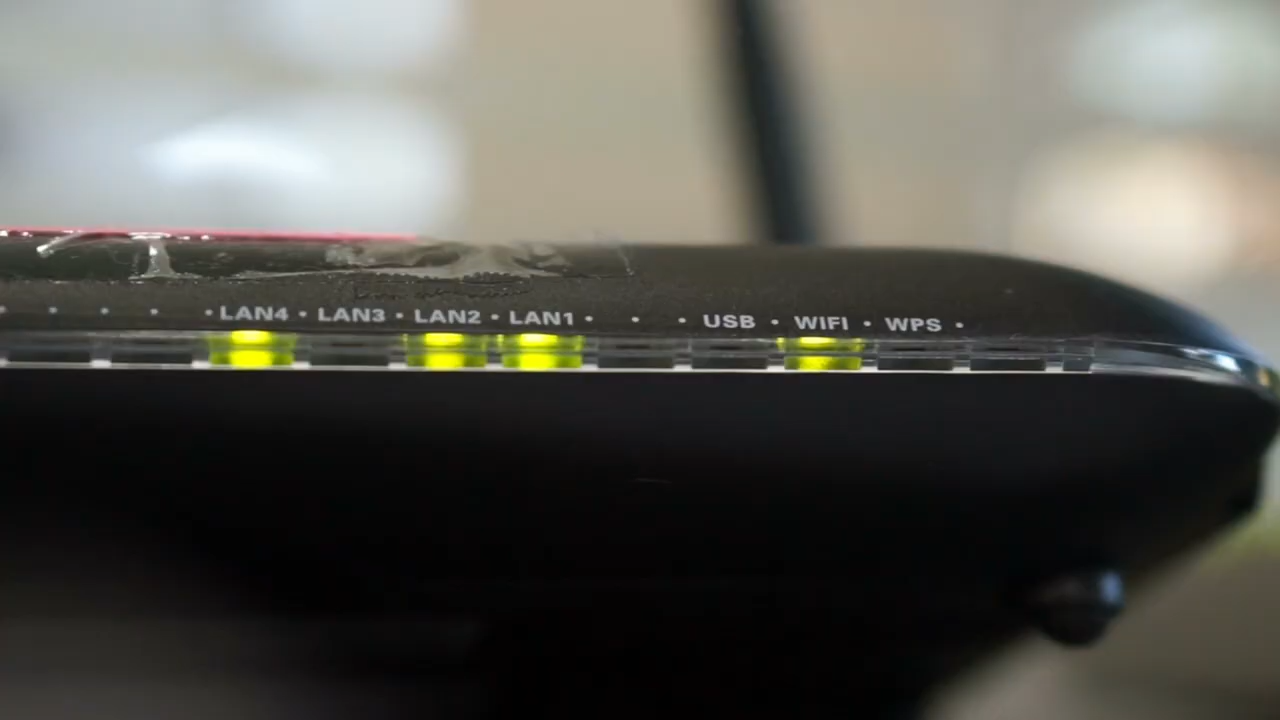 LAN4 • LAN3 • LAN2 • LAN1 • • • USB • WIFI • WPS •